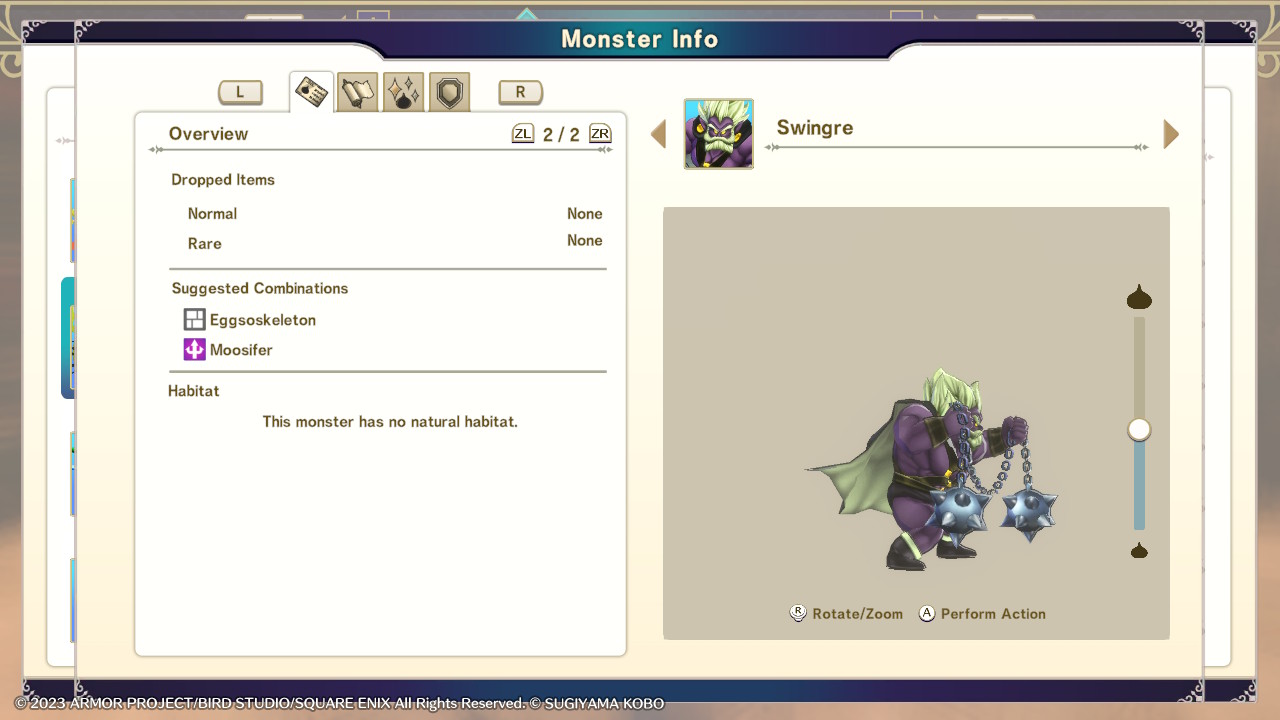 Monster Info
L
R
Overview
ZL 2 / 2 ZR
Dropped Items
Normal None
Rare None
Suggested Combinations
Eggsoskeleton
Moosifer
Habitat
This monster has no natural habitat.
Swingre
R Rotate/Zoom A Perform Action
© 2023 ARMOR PROJECT/BIRD STUDIO/SQUARE ENIX All Rights Reserved. © SUGIYAMA KOBO